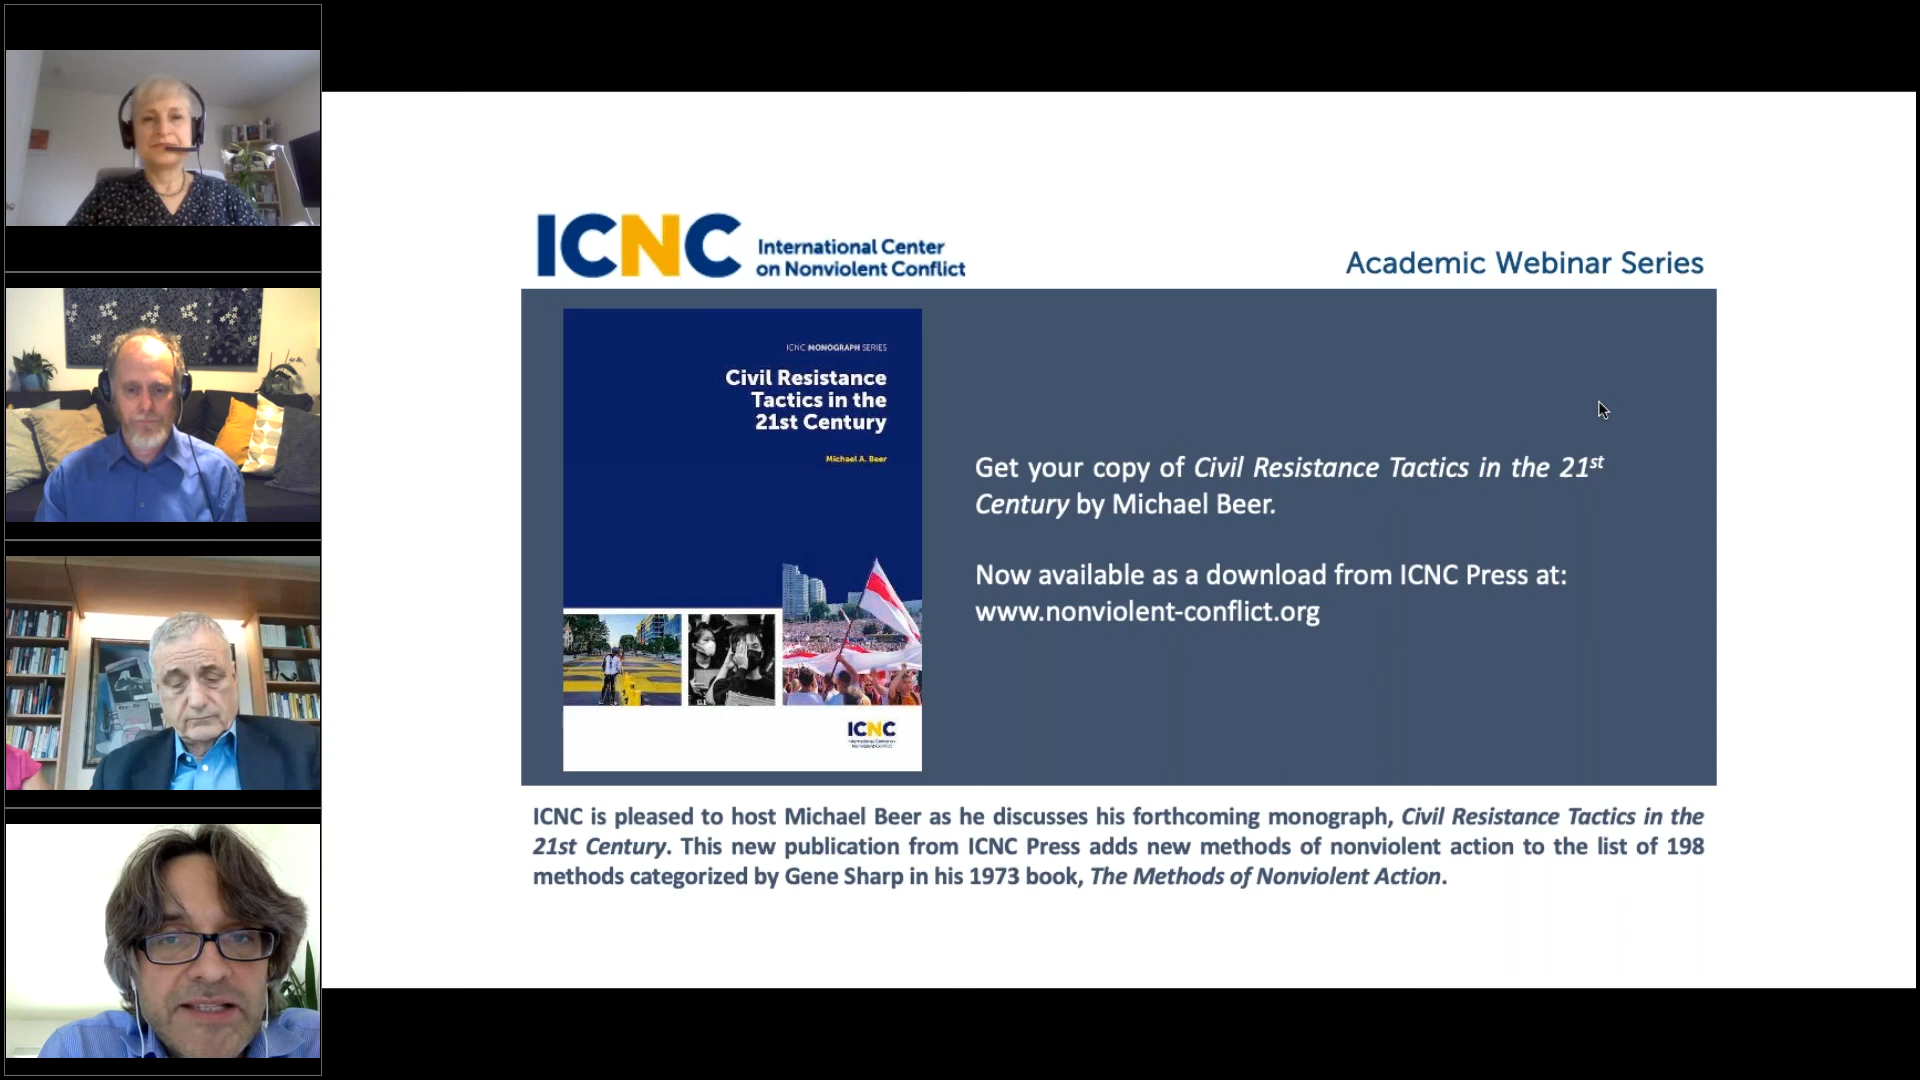 ICNC
International Center
on Nonviolent Conflict
Academic Webinar Series
ICNC MONOGRAPH SERIES
Civil Resistance
Tactics in the
21st Century
Michael A. Beer
ICNC
International Center on
Nonviolent Conflict
Get your copy of Civil Resistance Tactics in the 21st
Century by Michael Beer.
Now available as a download from ICNC Press at:
www.nonviolent-conflict.org
ICNC is pleased to host Michael Beer as he discusses his forthcoming monograph, Civil Resistance Tactics in the
21st Century. This new publication from ICNC Press adds new methods of nonviolent action to the list of 198
methods categorized by Gene Sharp in his 1973 book, The Methods of Nonviolent Action.